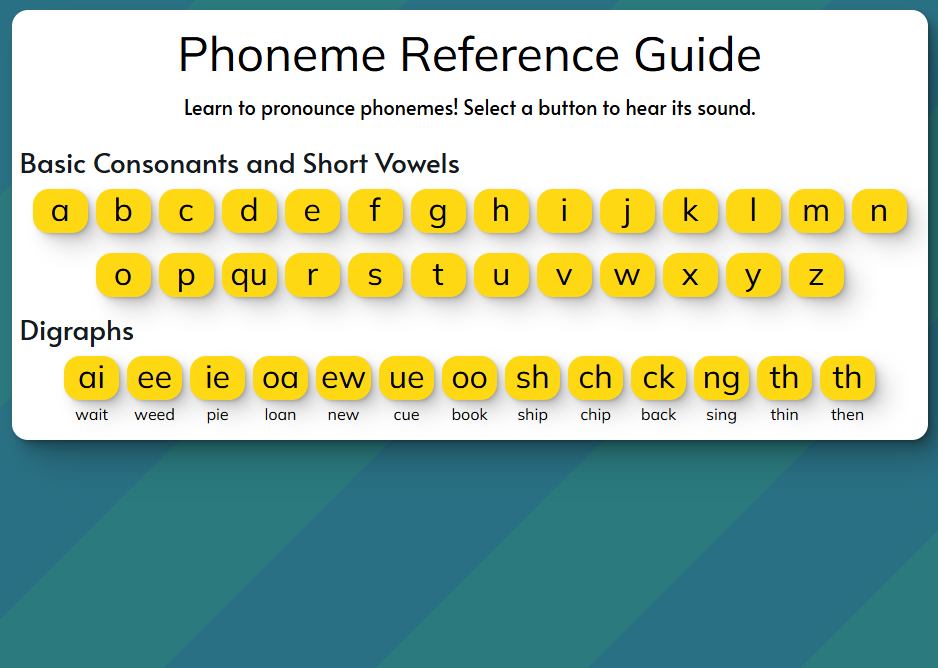 Phoneme Reference Guide
Learn to pronounce phonemes! Select a button to hear its sound.
Basic Consonants and Short Vowels
a b c d e f g h i j k l m n
o p qu r s t u v w x y z
Digraphs
ai ee ie oa ew ue oo sh ch ck ng th th
wait weed pie loan new cue book ship chip back sing thin then